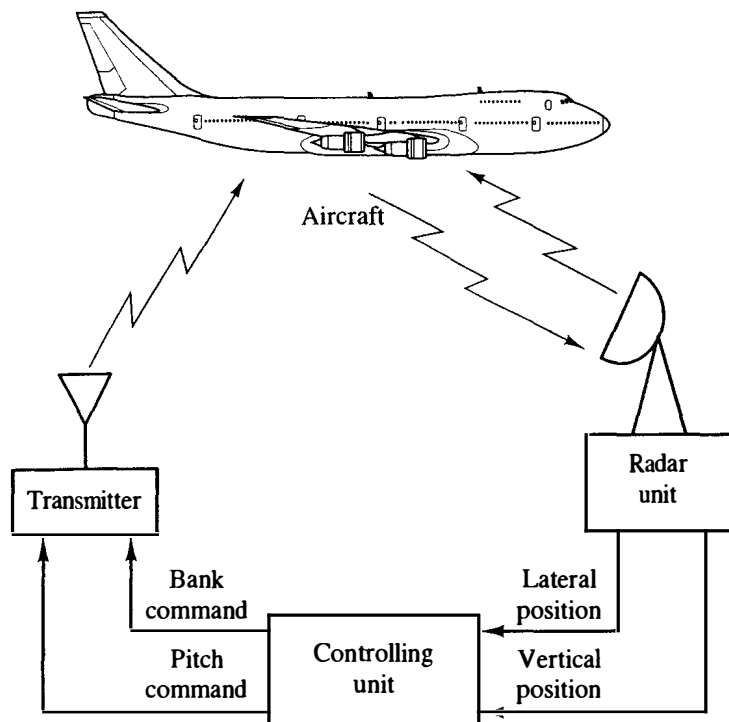 Aircraft
Radar
unit
Transmitter
Bank
command
Lateral
position
Pitch
command
Controlling
unit
Vertical
position